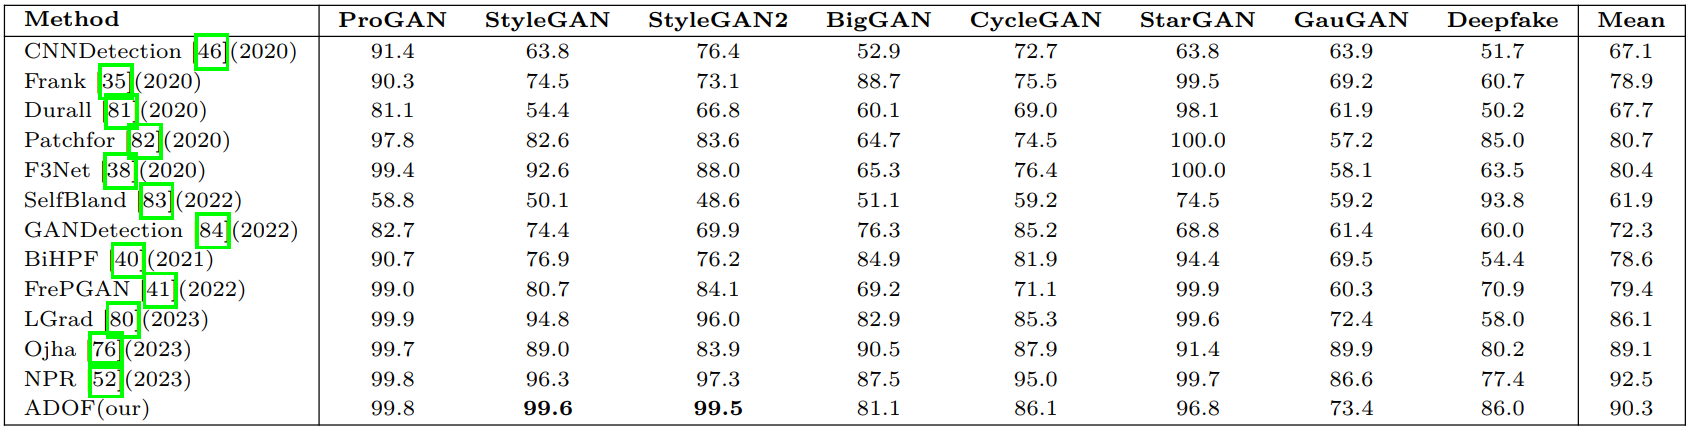 Method ProGAN StyleGAN StyleGAN2 BigGAN CycleGAN StarGAN GauGAN Deepfake Mean
CNNDetection [46](2020) 91.4 63.8 76.4 52.9 72.7 63.8 63.9 51.7 67.1
Frank [35](2020) 90.3 74.5 73.1 88.7 75.5 99.5 69.2 60.7 78.9
Durall [81](2020) 81.1 54.4 66.8 60.1 69.0 98.1 61.9 50.2 67.7
Patchfor [82](2020) 97.8 82.6 83.6 64.7 74.5 100.0 57.2 85.0 80.7
F3Net [38](2020) 99.4 92.6 88.0 65.3 76.4 100.0 58.1 63.5 80.4
SelfBland [83](2022) 58.8 50.1 48.6 51.1 59.2 74.5 59.2 93.8 61.9
GANDetection [84](2022) 82.7 74.4 69.9 76.3 85.2 68.8 61.4 60.0 72.3
BiHPF [40](2021) 90.7 76.9 76.2 84.9 81.9 94.4 69.5 54.4 78.6
FrePGAN [41](2022) 99.0 80.7 84.1 69.2 71.1 99.9 60.3 70.9 79.4
LGrad [80](2023) 99.9 94.8 96.0 82.9 85.3 99.6 72.4 58.0 86.1
Ojha [76](2023) 99.7 89.0 83.9 90.5 87.9 91.4 89.9 80.2 89.1
NPR [52](2023) 99.8 96.3 97.3 87.5 95.0 99.7 86.6 77.4 92.5
ADOF(our) 99.8 99.6 99.5 81.1 86.1 96.8 73.4 86.0 90.3